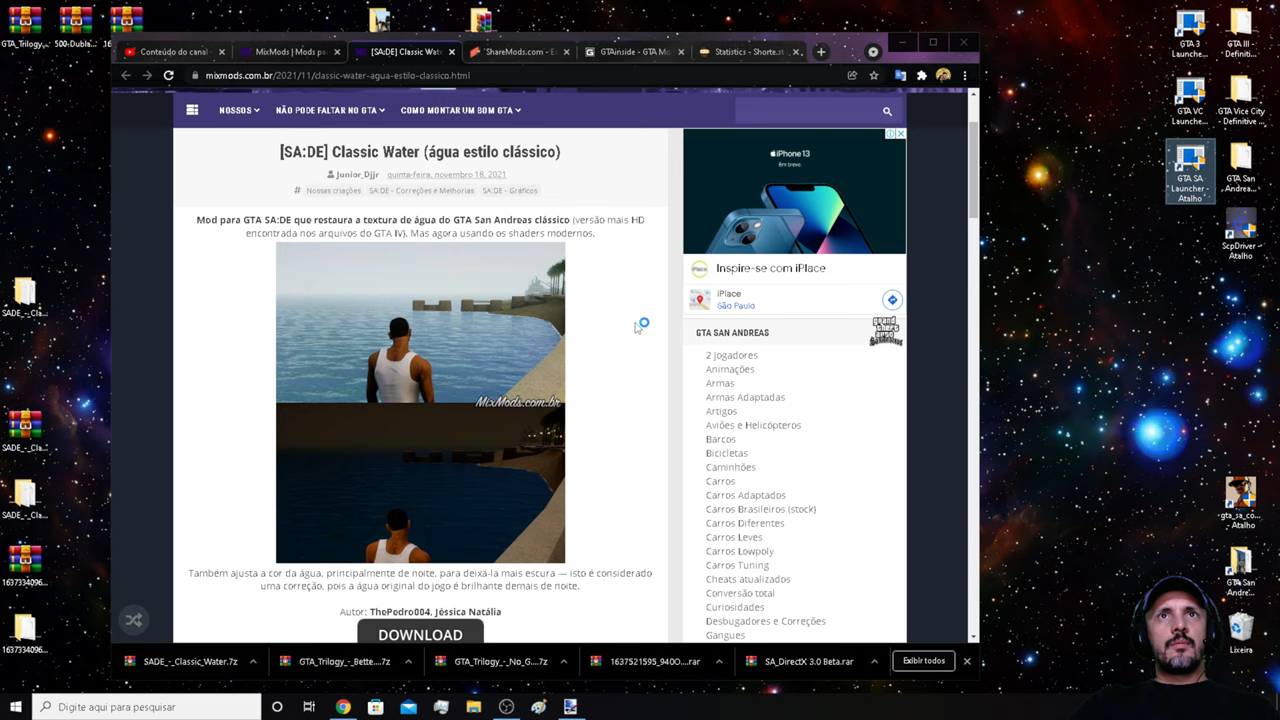 GTA_Trilogy_...
500-Dubla...
Conteúdo do canal -
MixMods | Mods pa
[SA:DE] Classic Wate
ShareMods.com - E
GTAinside - GTA Mo
Statistics - Shorte.st
mixmods.com.br/2021/11/classic-water-agua-estilo-classico.html
NOSSOS
NÃO PODE FALTAR NO GTA
COMO MONTAR UM BOM GTA
[SA:DE] Classic Water (água estilo clássico)
Junior_Djjr
quinta-feira, novembro 18, 2021
# Nossas criações
SA:DE - Correções e Melhorias
SA:DE - Gráficos
Mod para GTA SA:DE que restaura a textura de água do GTA San Andreas clássico (versão mais HD
encontrada nos arquivos do GTA IV). Mas agora usando os shaders modernos.
MixMods.com.br
Também ajusta a cor da água, principalmente de noite, para deixá-la mais escura — isto é considerado
uma correção, pois a água original do jogo é brilhante demais de noite.
Autor: ThePedro004, Jéssica Natália
DOWNLOAD
iPhone 13
Em breve
iPlace
Inspire-se com iPlace
iPlace
São Paulo
GTA SAN ANDREAS
2 Jogadores
Animações
Armas
Armas Adaptadas
Artigos
Aviões e Helicópteros
Barcos
Bicicletas
Caminhões
Carros
Carros Adaptados
Carros Brasileiros (stock)
Carros Diferentes
Carros Leves
Carros Lowpoly
Carros Tuning
Cheats atualizados
Conversão total
Curiosidades
Desbugadores e Correções
Gangues
SADE_-_Classic_Water.7z
GTA_Trilogy_-_Bette....7z
GTA_Trilogy_-_No_G....7z
1637521595_940O....rar
SA_DirectX 3.0 Beta.rar
Exibir todos
SADE_-_Cla...
SADE_-_Cla...
SADE_-_Cla...
1637334096...
1637334096...
GTA 3
Launche...
GTA III -
Definitiv...
GTA VC
Launche...
GTA Vice
City -
Definitive...
GTA SA
Launcher -
Atalho
GTA San
Andrea...
ScpDriver -
Atalho
gta_sa_co...
- Atalho
GTA San
Andre...
Lixeira
Digite aqui para pesquisar